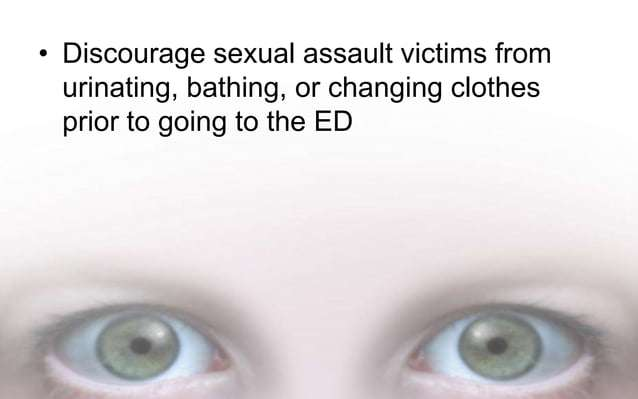 • Discourage sexual assault victims from
urinating, bathing, or changing clothes
prior to going to the ED